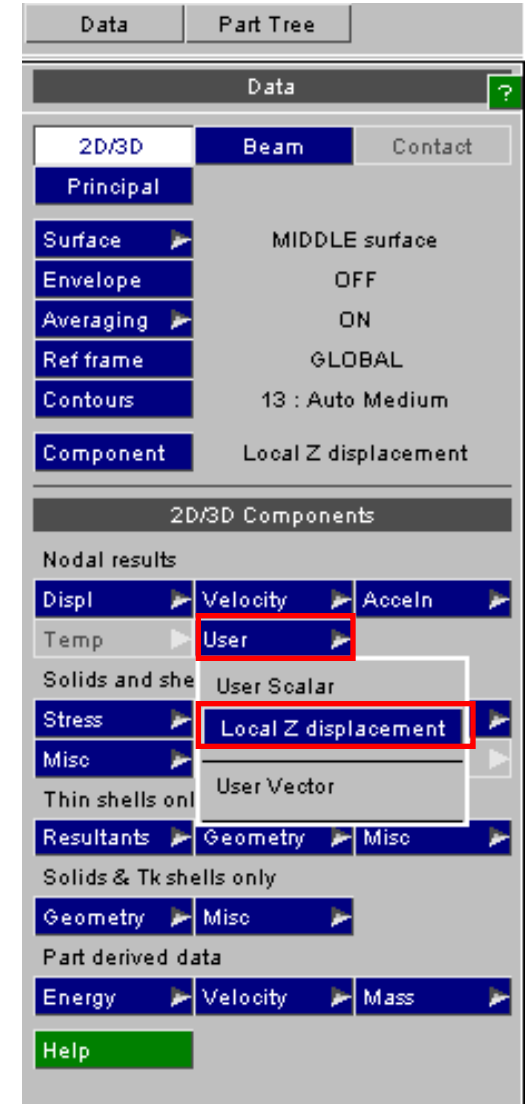 Data Part Tree
Data ?
2D/3D Beam Contact
Principal
Surface MIDDLE surface
Envelope OFF
Averaging ON
Ref frame GLOBAL
Contours 13 : Auto Medium
Component Local Z displacement
2D/3D Components
Nodal results
Displ Velocity Acceln
Temp User
Solids and she User Scalar
Stress Local Z displacement
Misc
User Vector
Thin shells onl
Resultants Geometry Misc
Solids & Tk shells only
Geometry Misc
Part derived data
Energy Velocity Mass
Help